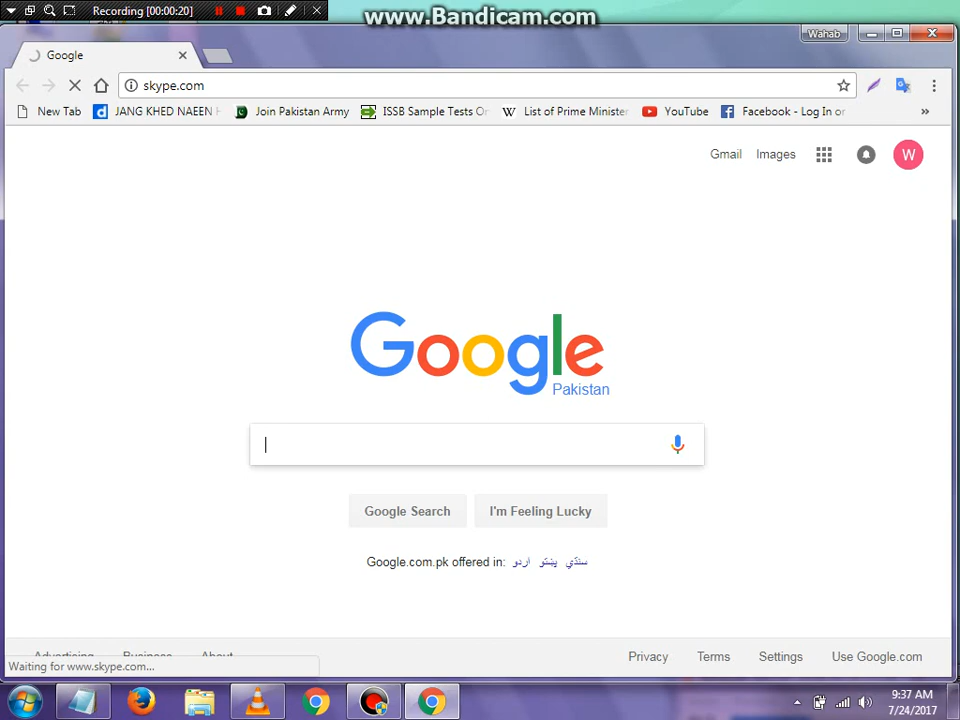 Recording [00:00:20]
www.Bandicam.com
Google
Wahab
skype.com
New Tab
JANG KHED NAEEN H
Join Pakistan Army
ISSB Sample Tests On
List of Prime Minister
YouTube
Facebook - Log In or
»
Gmail
Images
W
Google
Pakistan
Google Search
I'm Feeling Lucky
Google.com.pk offered in: اردو پښتو سنڌي
Advertising
Business
About
Privacy
Terms
Settings
Use Google.com
Waiting for www.skype.com...
9:37 AM
7/24/2017